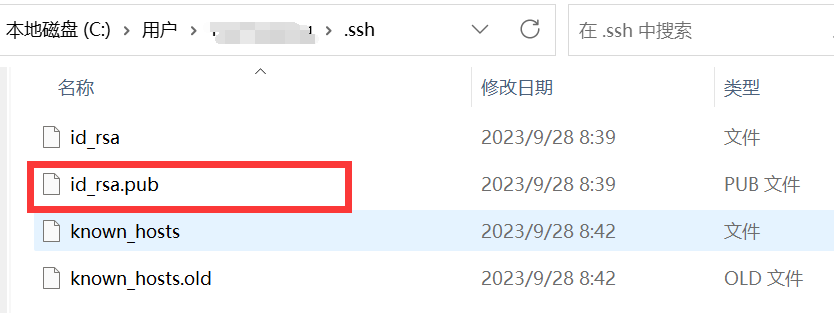 本地磁盘 (C:) 用户 .ssh 在 .ssh 中搜索
名称 修改日期 类型
id_rsa 2023/9/28 8:39 文件
id_rsa.pub 2023/9/28 8:39 PUB 文件
known_hosts 2023/9/28 8:42 文件
known_hosts.old 2023/9/28 8:42 OLD 文件